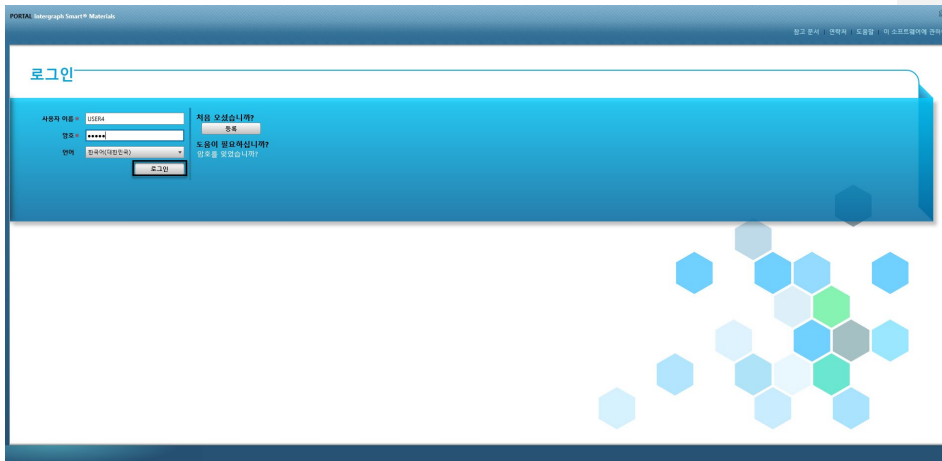 PORTAL Intergraph Smart® Materials
참고 문서 | 연락처 | 도움말 | 이 소프트웨어에 관하
로그인
사용자 이름 * USER4
암호 * •••••
언어 한국어(대한민국)
로그인
처음 오셨습니까?
등록
도움이 필요하십니까?
암호를 잊었습니까?